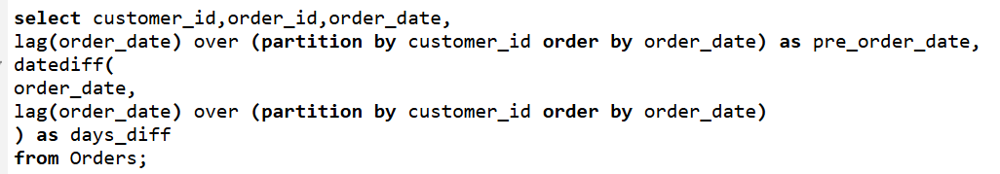 select customer_id,order_id,order_date,
lag(order_date) over (partition by customer_id order by order_date) as pre_order_date,
datediff(
order_date,
lag(order_date) over (partition by customer_id order by order_date)
) as days_diff
from Orders;